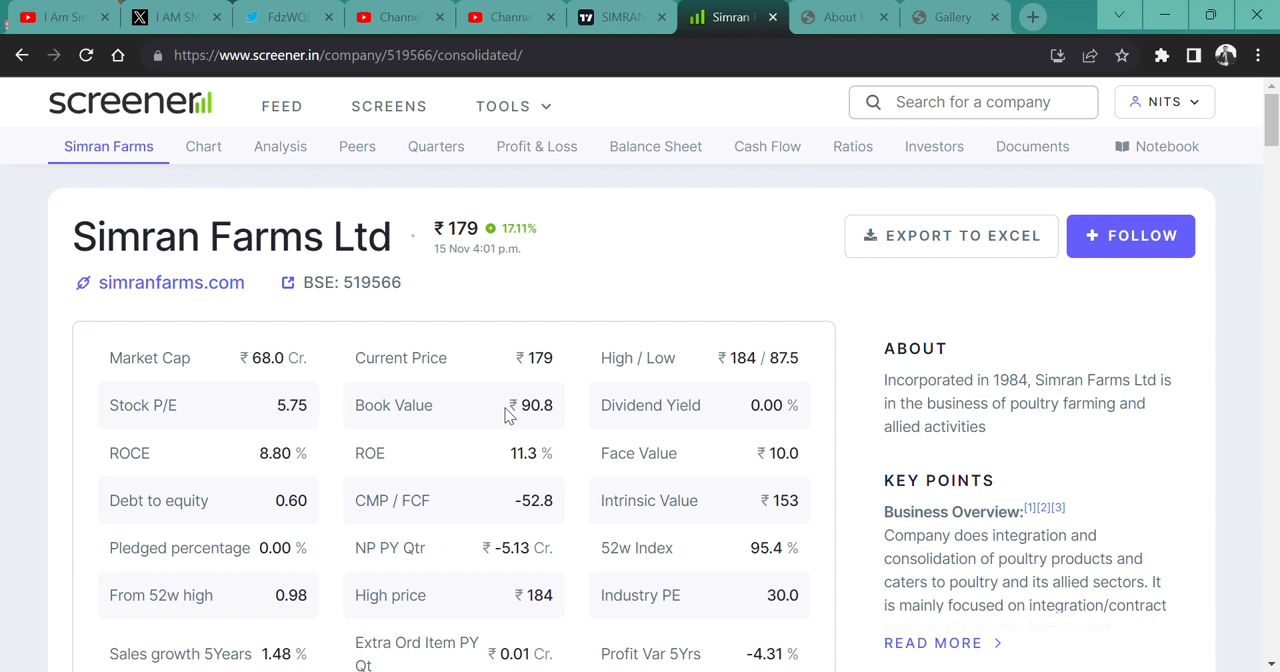 I Am Sm
I AM SM
FdzWQE
Channe
Channe
SIMRAN
Simran
About U
Gallery
https://www.screener.in/company/519566/consolidated/
screener
FEED
SCREENS
TOOLS
Search for a company
NITS
Simran Farms
Chart
Analysis
Peers
Quarters
Profit & Loss
Balance Sheet
Cash Flow
Ratios
Investors
Documents
Notebook
Simran Farms Ltd
₹ 179 17.11%
15 Nov 4:01 p.m.
EXPORT TO EXCEL
+ FOLLOW
simranfarms.com
BSE: 519566
Market Cap ₹ 68.0 Cr.
Current Price ₹ 179
High / Low ₹ 184 / 87.5
Stock P/E 5.75
Book Value ₹ 90.8
Dividend Yield 0.00 %
ROCE 8.80 %
ROE 11.3 %
Face Value ₹ 10.0
Debt to equity 0.60
CMP / FCF -52.8
Intrinsic Value ₹ 153
Pledged percentage 0.00 %
NP PY Qtr ₹ -5.13 Cr.
52w Index 95.4 %
From 52w high 0.98
High price ₹ 184
Industry PE 30.0
Sales growth 5Years 1.48 %
Extra Ord Item PY
Qt
₹ 0.01 Cr.
Profit Var 5Yrs -4.31 %
ABOUT
Incorporated in 1984, Simran Farms Ltd is
in the business of poultry farming and
allied activities
KEY POINTS
Business Overview:[1][2][3]
Company does integration and
consolidation of poultry products and
caters to poultry and its allied sectors. It
is mainly focused on integration/contract
READ MORE